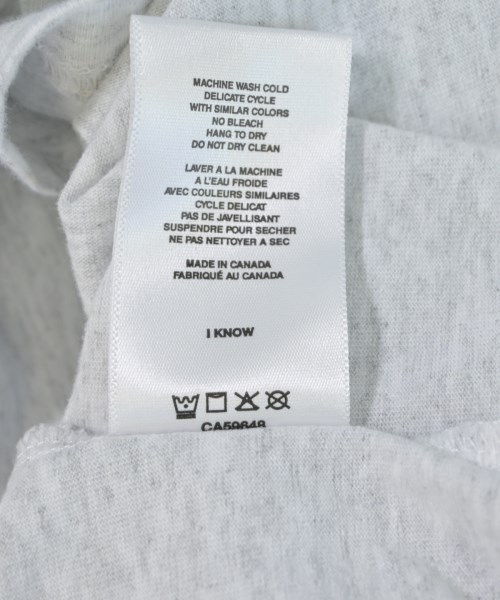 MACHINE WASH COLD
DELICATE CYCLE
WITH SIMILAR COLORS
NO BLEACH
HANG TO DRY
DO NOT DRY CLEAN
LAVER A LA MACHINE
A L'EAU FROIDE
AVEC COULEURS SIMILAIRES
CYCLE DELICAT
PAS DE JAVELLISANT
SUSPENDRE POUR SECHER
NE PAS NETTOYER A SEC
MADE IN CANADA
FABRIQUÉ AU CANADA
I KNOW
CA59649